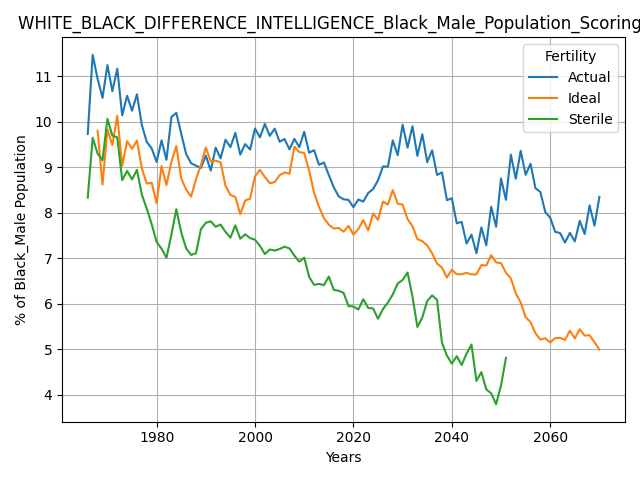 WHITE_BLACK_DIFFERENCE_INTELLIGENCE_Black_Male_Population_Scoring
Fertility
Actual
Ideal
Sterile
% of Black_Male Population
11
10
9
8
7
6
5
4
1980
2000
2020
2040
2060
Years